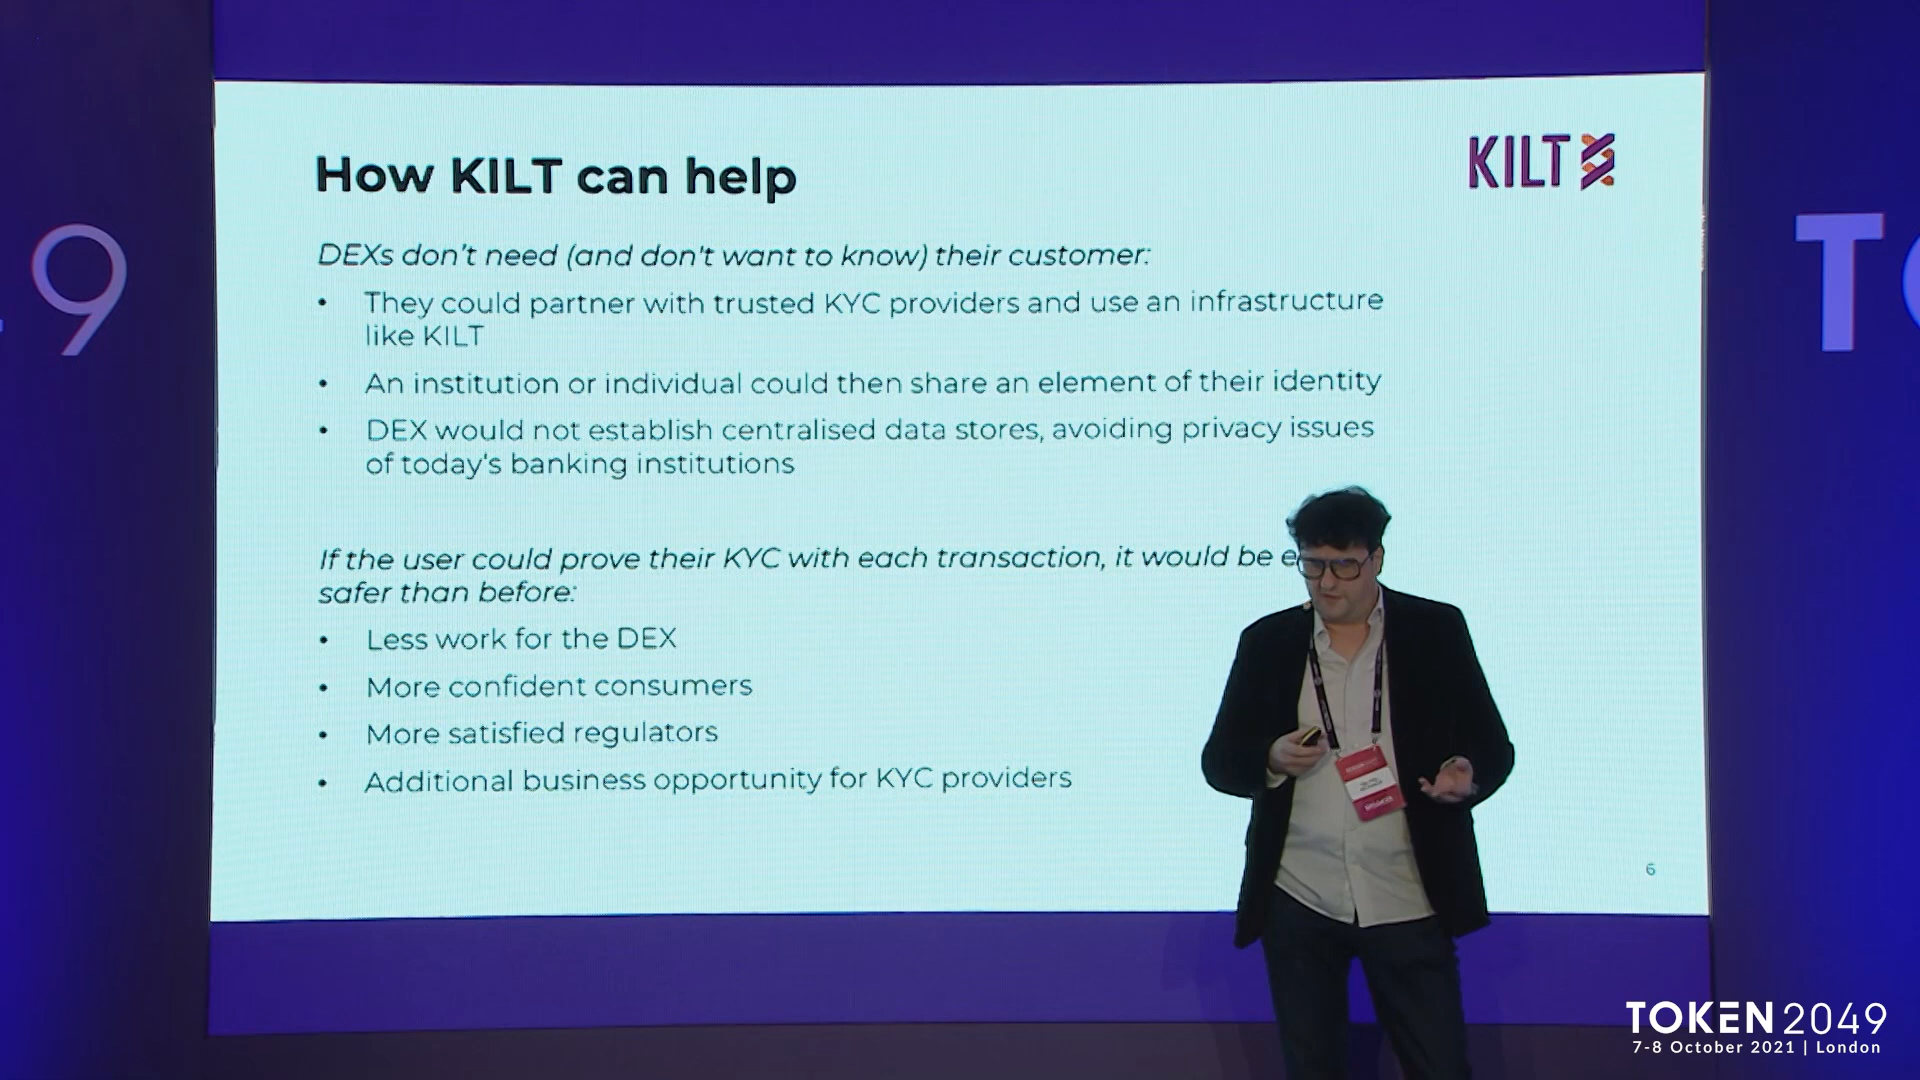 How KILT can help
KILT
DEXs don't need (and don't want to know) their customer:
• They could partner with trusted KYC providers and use an infrastructure
like KILT
• An institution or individual could then share an element of their identity
• DEX would not establish centralised data stores, avoiding privacy issues
of today's banking institutions
If the user could prove their KYC with each transaction, it would be
safer than before:
• Less work for the DEX
• More confident consumers
• More satisfied regulators
• Additional business opportunity for KYC providers
6
9
T
TOKEN2049
7-8 October 2021 | London